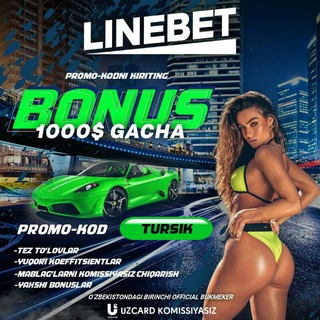 LINEBET
PROMO-KODNI KIRITING
BONUS
1000$ GACHA
PROMO-KOD
TURSIK
-TEZ TO'LOVLAR
-YUQORI KOEFFITSIENTLAR
-MABLAG'LARNI KOMISSIYASIZ CHIQARISH
-YAXSHI BONUSLAR
O'ZBEKISTONDAGI BIRINCHI OFFICIAL BUKMEKER
UZCARD KOMISSIYASIZ